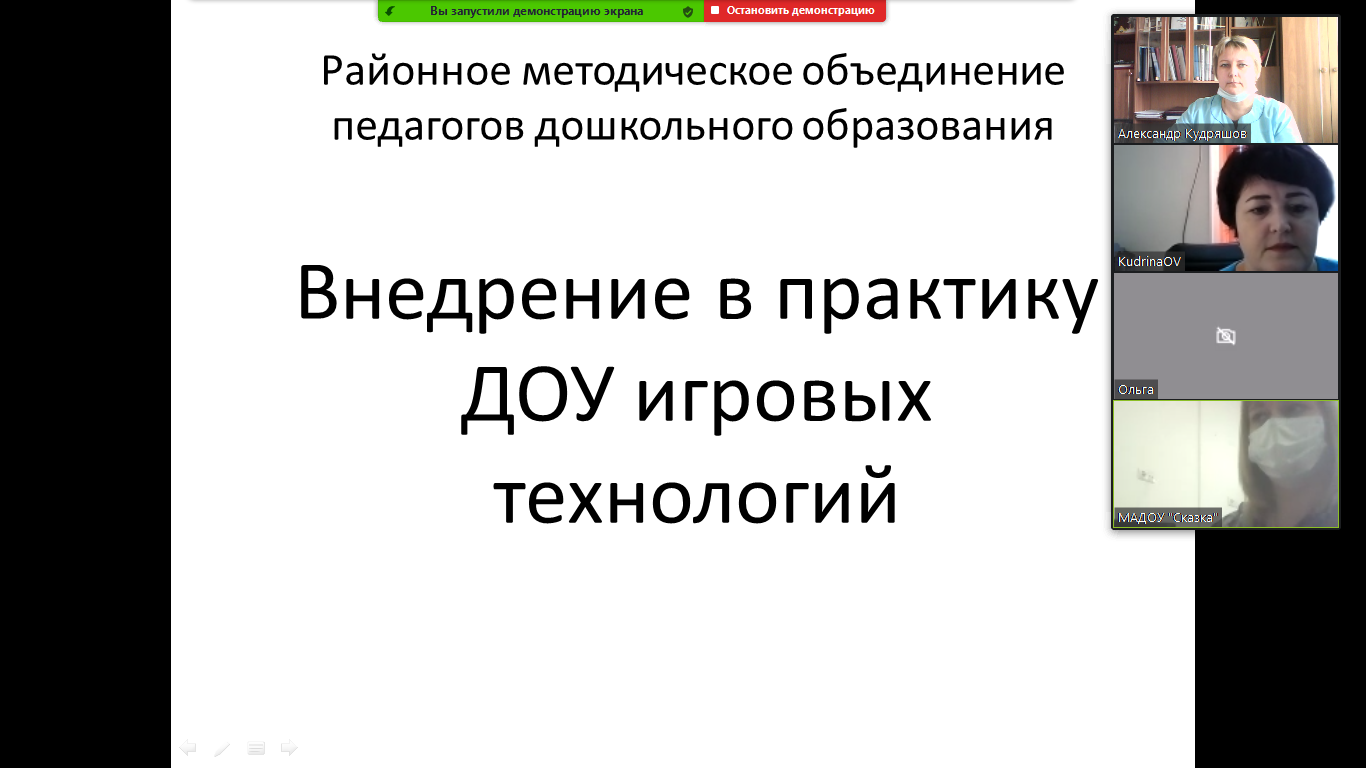 Вы запустили демонстрацию экрана
Остановить демонстрацию
Районное методическое объединение
педагогов дошкольного образования
Внедрение в практику
ДОУ игровых
технологий
Александр Кудряшов
KudrinaOV
Ольга
МАДОУ "Сказка"